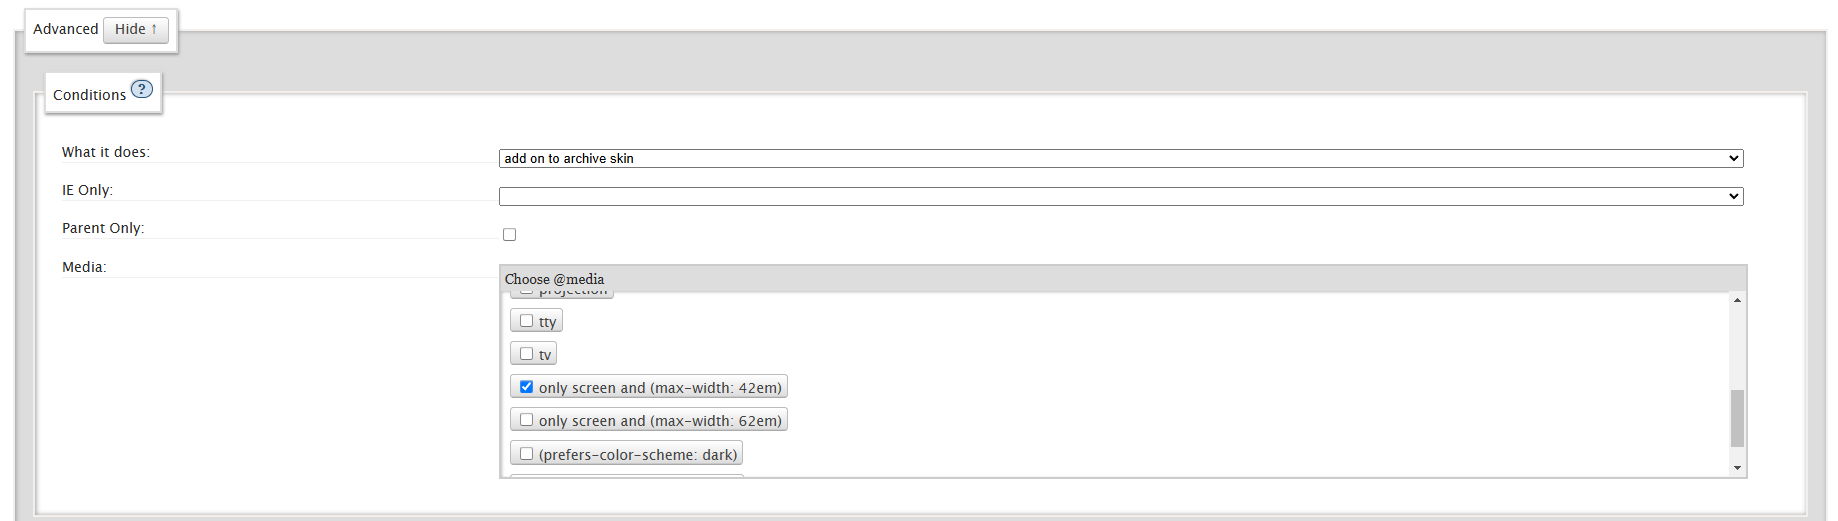 Advanced Hide ↑
Conditions ?
What it does: add on to archive skin
IE Only:
Parent Only:
Media: Choose @media
projection
tty
tv
only screen and (max-width: 42em)
only screen and (max-width: 62em)
(prefers-color-scheme: dark)